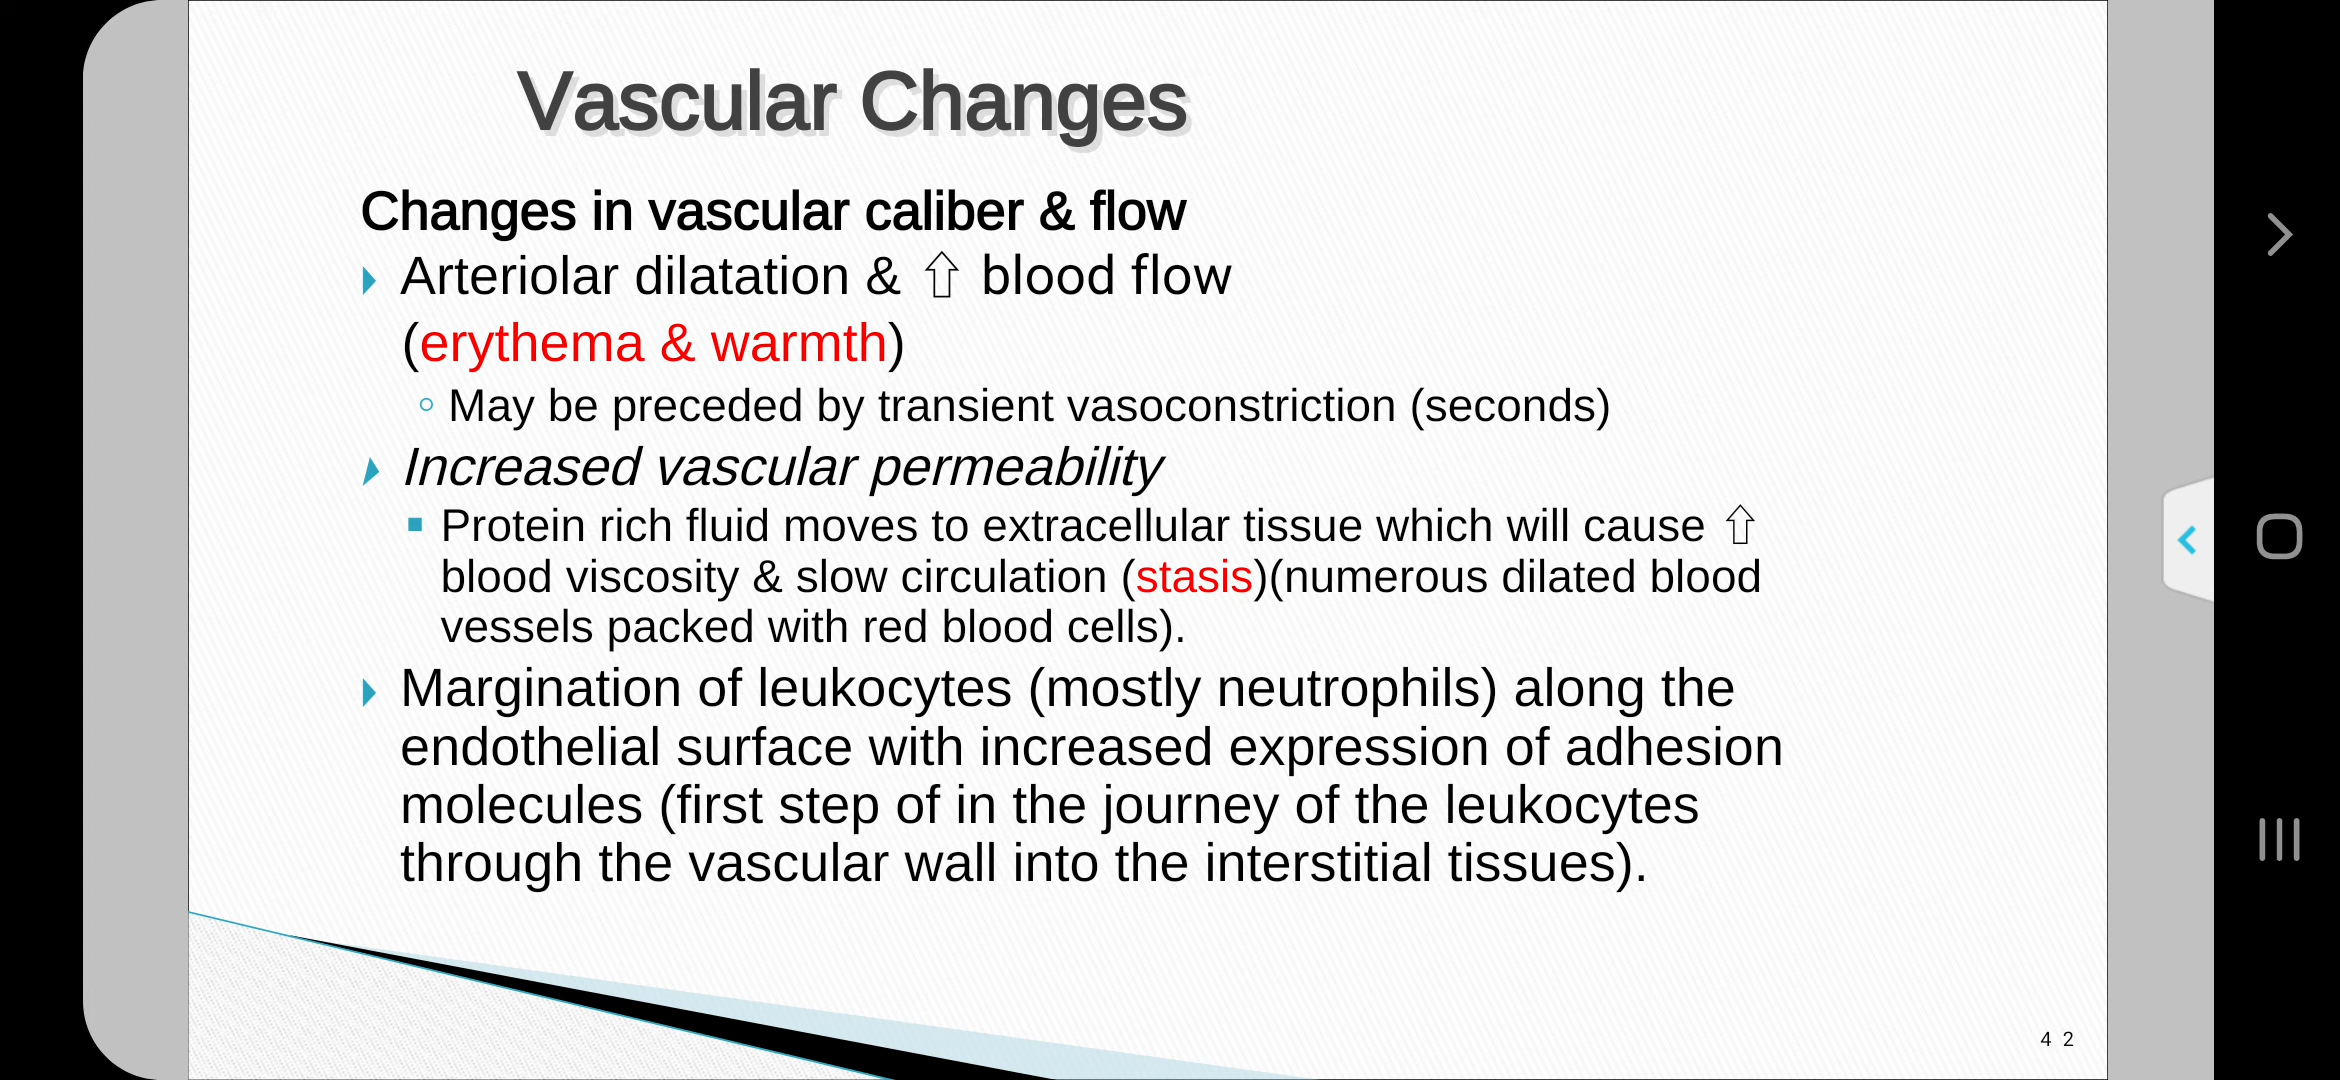 Vascular Changes
Changes in vascular caliber & flow
Arteriolar dilatation & ⇧ blood flow
(erythema & warmth)
May be preceded by transient vasoconstriction (seconds)
Increased vascular permeability
Protein rich fluid moves to extracellular tissue which will cause ⇧
blood viscosity & slow circulation (stasis)(numerous dilated blood
vessels packed with red blood cells).
Margination of leukocytes (mostly neutrophils) along the
endothelial surface with increased expression of adhesion
molecules (first step of in the journey of the leukocytes
through the vascular wall into the interstitial tissues).
4 2